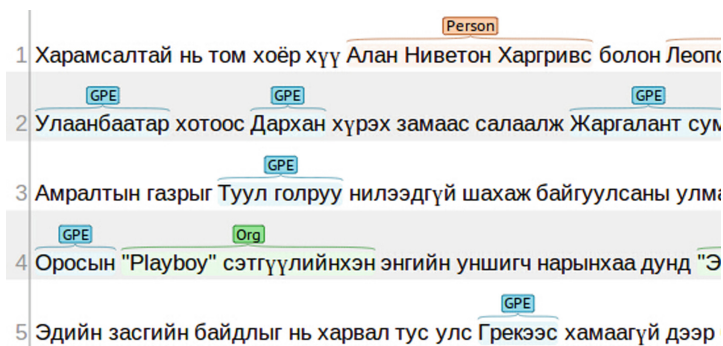 Person
1 Харамсалтай нь том хоёр хүү Алан Ниветон Харгривс болон
GPE GPE GPE
2 Улаанбаатар хотоос Дархан хүрэх замаас салаалж Жаргалант сум
GPE
3 Амралтын газрыг Туул голруу нилээдгүй шахаж байгуулсаны
GPE Org
4 Оросын "Playboy" сэтгүүлийнхэн энгийн уншигч нарынхаа дунд
GPE
5 Эдийн засгийн байдлыг нь харвал тус улс Грекээс хамаагүй дээр